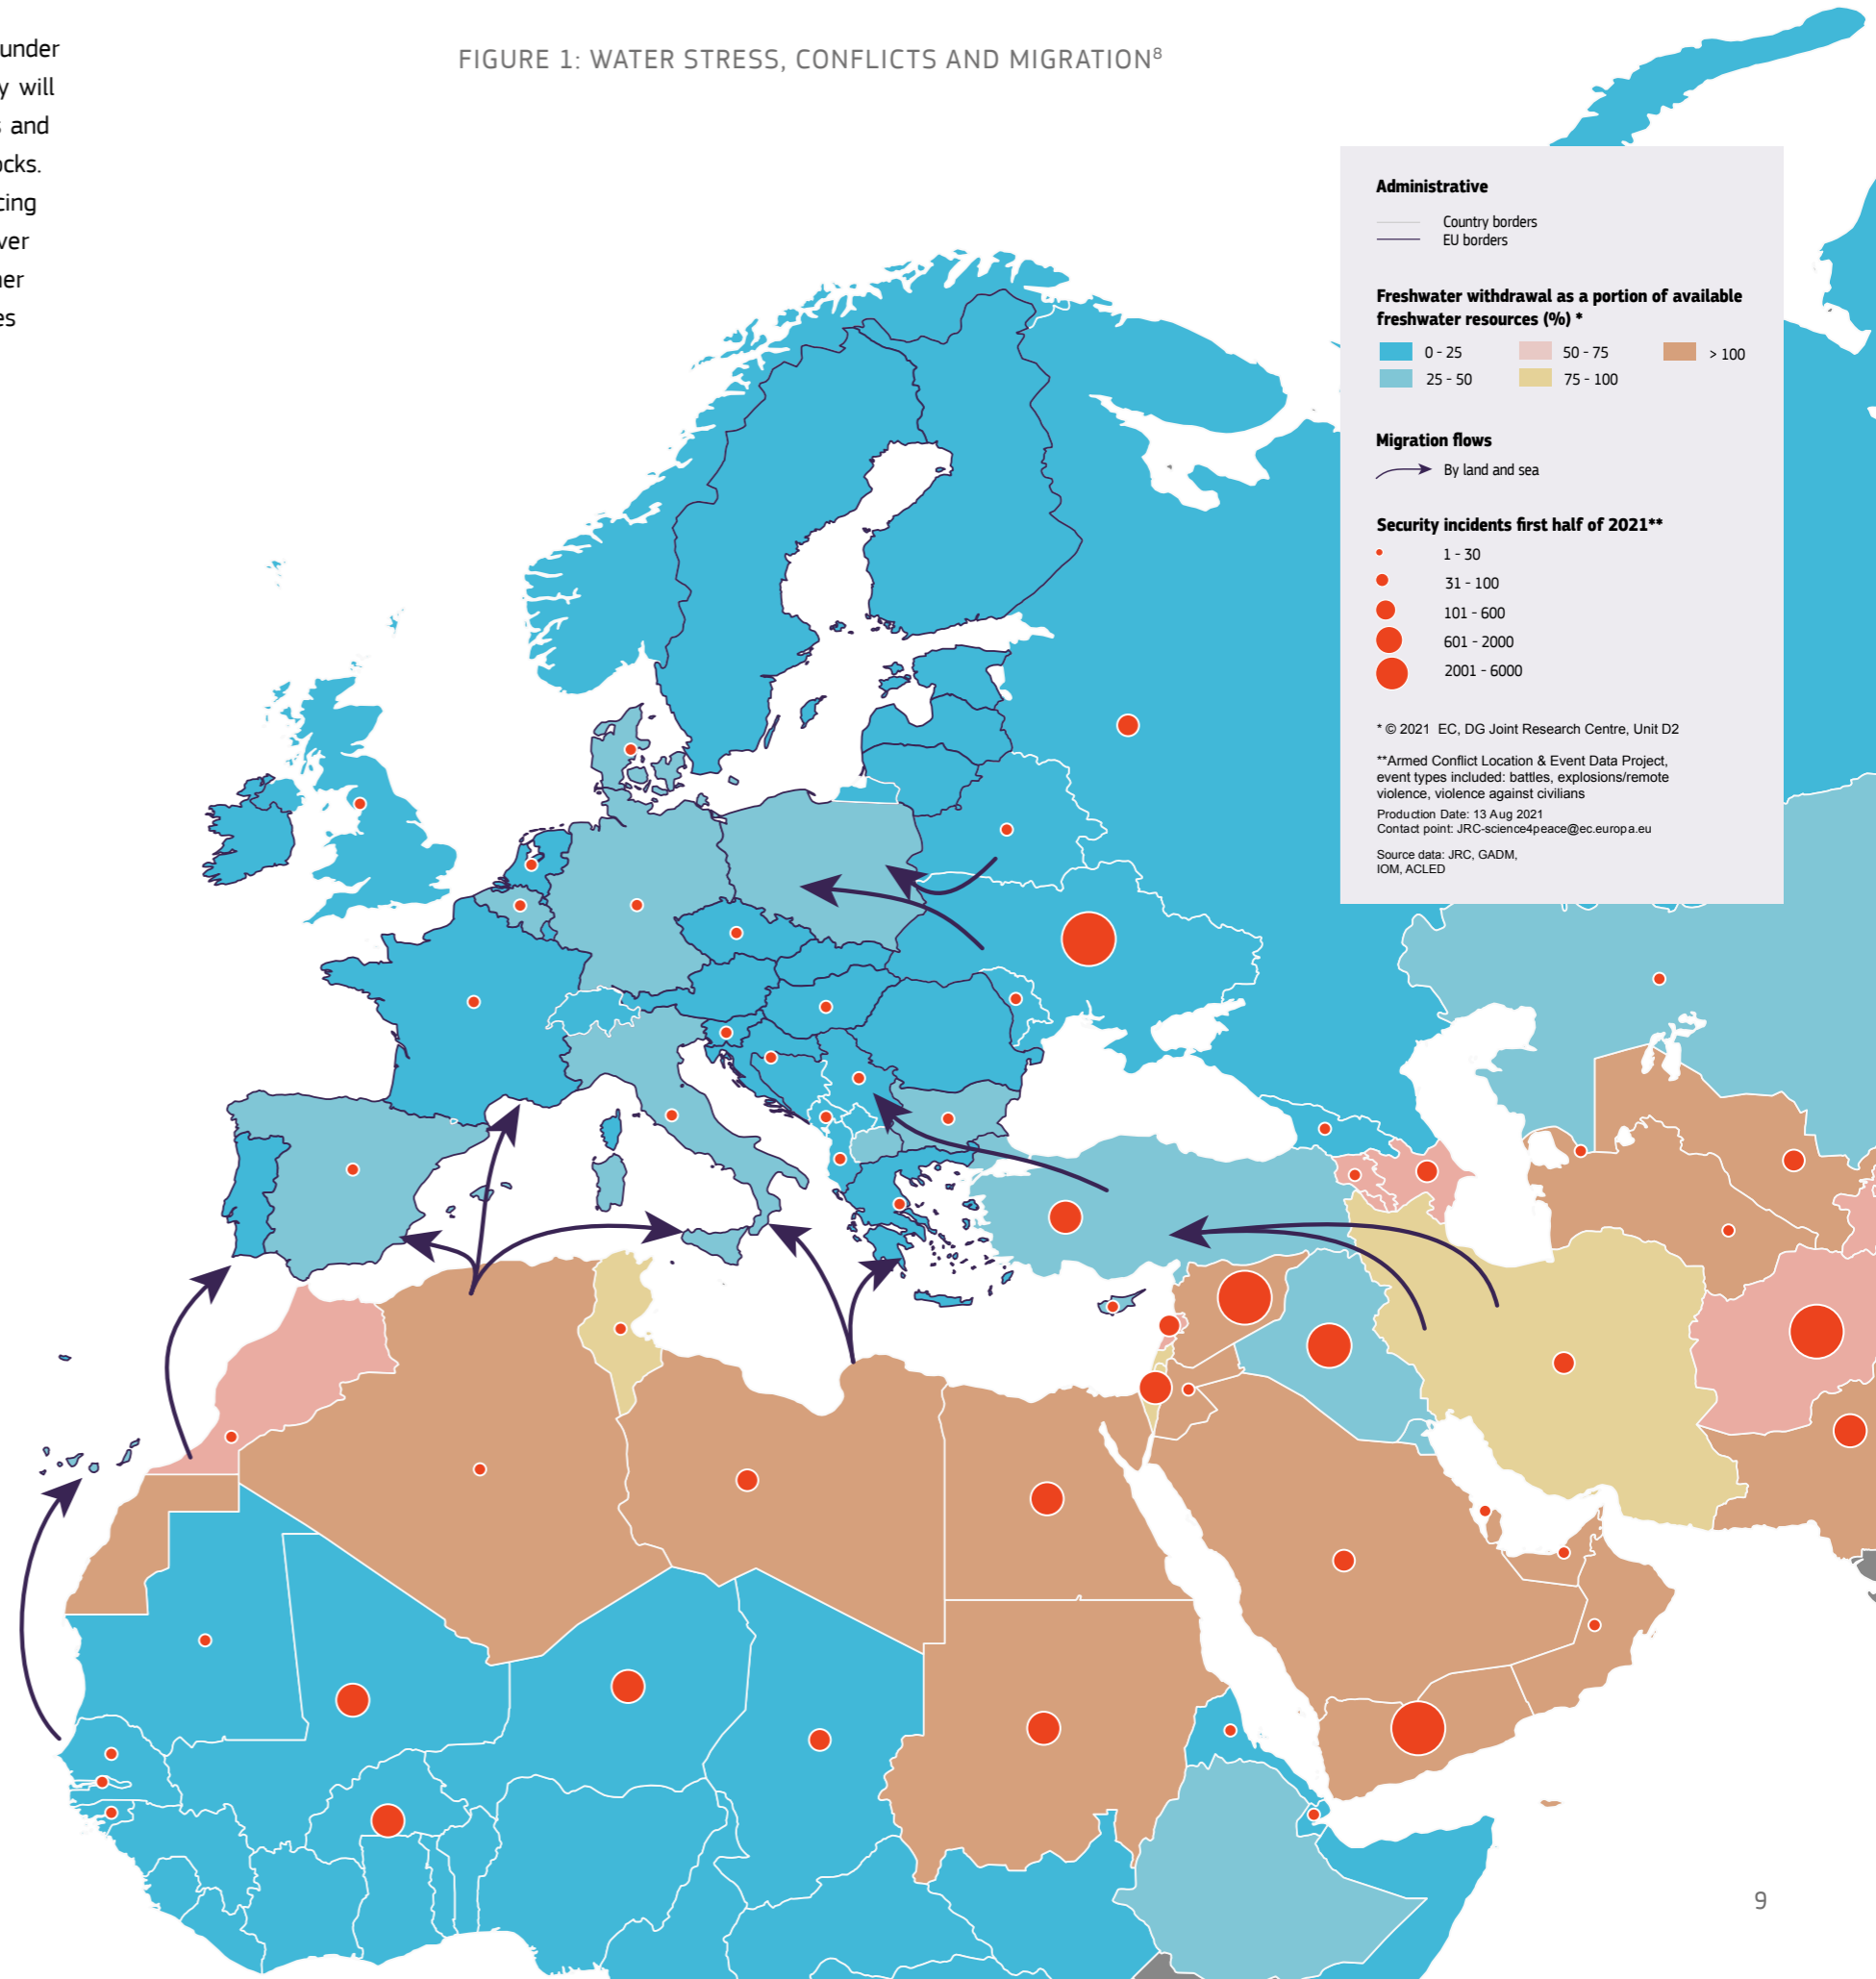 under
y will
s and
ocks.
cing
ver
ner
es
FIGURE 1: WATER STRESS, CONFLICTS AND MIGRATION8
Administrative
Country borders
EU borders
Freshwater withdrawal as a portion of available
freshwater resources (%) *
0 - 25
50 - 75
> 100
25 - 50
75 - 100
Migration flows
By land and sea
Security incidents first half of 2021**
1 - 30
31 - 100
101 - 600
601 - 2000
2001 - 6000
* © 2021 EC, DG Joint Research Centre, Unit D2
**Armed Conflict Location & Event Data Project,
event types included: battles, explosions/remote
violence, violence against civilians
Production Date: 13 Aug 2021
Contact point: JRC-science4peace@ec.europa.eu
Source data: JRC, GADM,
IOM, ACLED
9